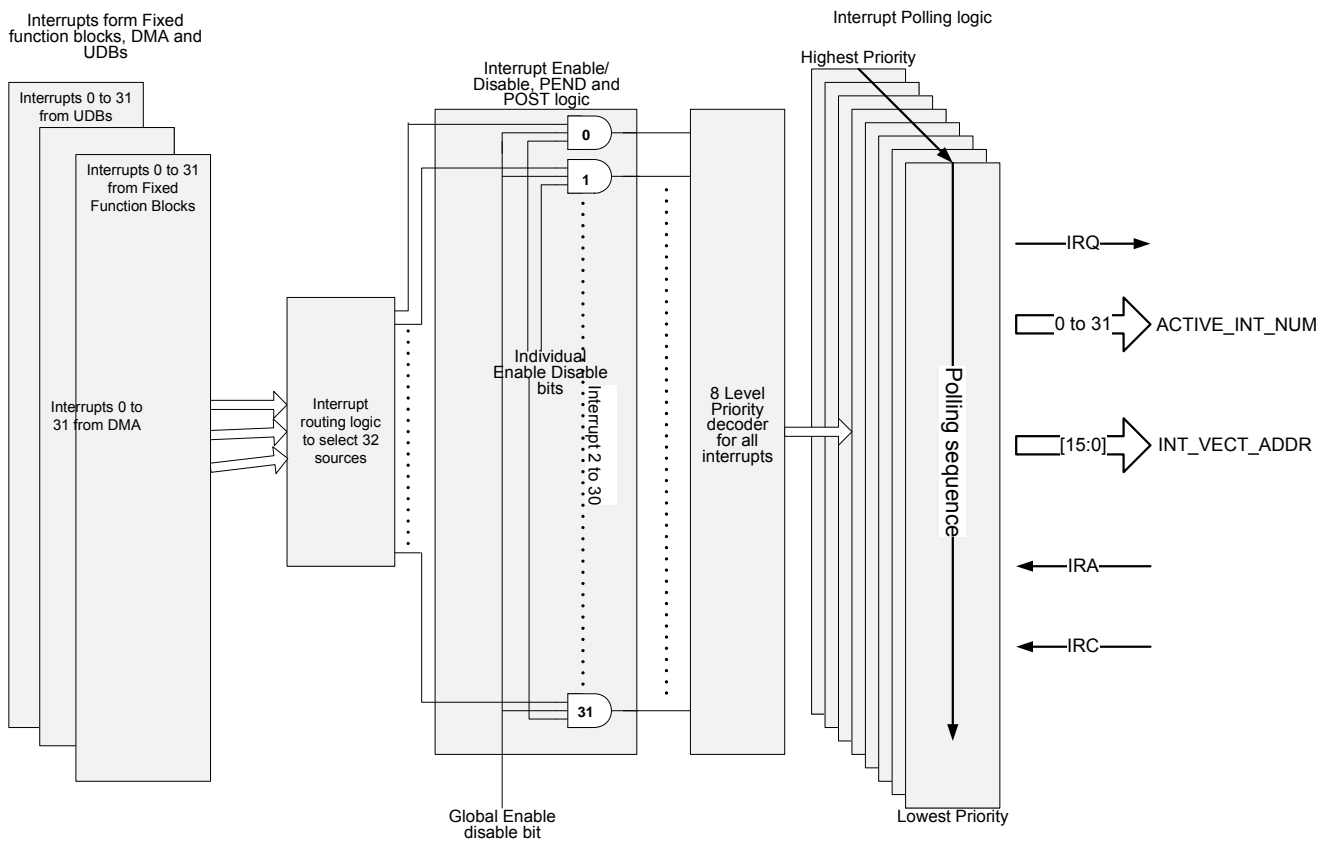 Interrupts form Fixed
function blocks, DMA and
UDBs
Interrupts 0 to 31
from UDBs
Interrupts 0 to 31
from Fixed
Function Blocks
Interrupts 0 to
31 from DMA
Interrupt
routing logic
to select 32
sources
Interrupt Enable/
Disable, PEND and
POST logic
0
1
Individual
Enable Disable
bits
Interrupt 2 to 30
31
Global Enable
disable bit
8 Level
Priority
decoder
for all
interrupts
Interrupt Polling logic
Highest Priority
Polling sequence
Lowest Priority
IRQ
0 to 31
ACTIVE_INT_NUM
[15:0]
INT_VECT_ADDR
IRA
IRC